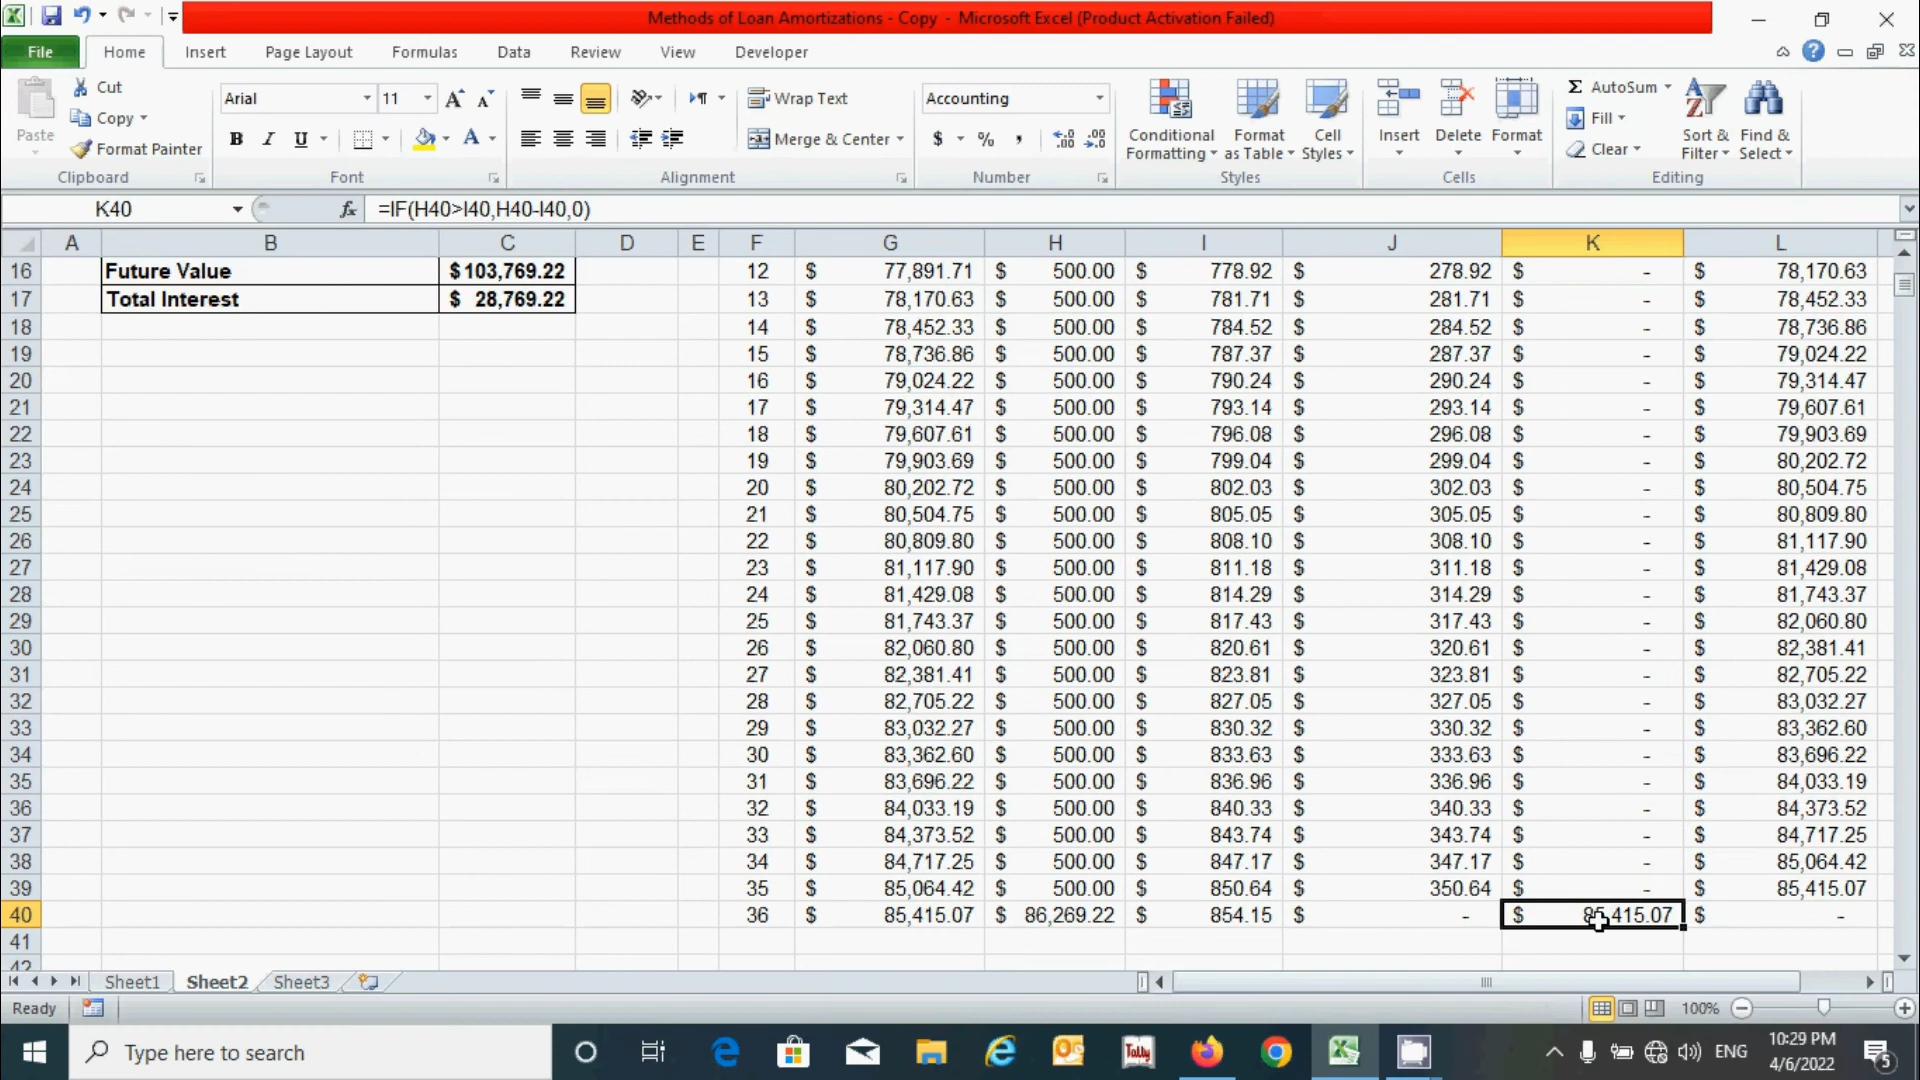 Methods of Loan Amortizations - Copy - Microsoft Excel (Product Activation Failed)
File Home Insert Page Layout Formulas Data Review View Developer
Paste Cut Copy Format Painter Clipboard
Arial 11 B I U Font
Wrap Text Merge & Center Alignment
Accounting $ % , Number
Conditional Formatting Format as Table Cell Styles Styles
Insert Delete Format Cells
Σ AutoSum Fill Clear Sort & Filter Find & Select Editing
K40 fx =IF(H40>I40,H40-I40,0)
A B C D E F G H I J K L
16 Future Value $103,769.22 12 $ 77,891.71 $ 500.00 $ 778.92 $ 278.92 $ - $ 78,170.63
17 Total Interest $ 28,769.22 13 $ 78,170.63 $ 500.00 $ 781.71 $ 281.71 $ - $ 78,452.33
18 14 $ 78,452.33 $ 500.00 $ 784.52 $ 284.52 $ - $ 78,736.86
19 15 $ 78,736.86 $ 500.00 $ 787.37 $ 287.37 $ - $ 79,024.22
20 16 $ 79,024.22 $ 500.00 $ 790.24 $ 290.24 $ - $ 79,314.47
21 17 $ 79,314.47 $ 500.00 $ 793.14 $ 293.14 $ - $ 79,607.61
22 18 $ 79,607.61 $ 500.00 $ 796.08 $ 296.08 $ - $ 79,903.69
23 19 $ 79,903.69 $ 500.00 $ 799.04 $ 299.04 $ - $ 80,202.72
24 20 $ 80,202.72 $ 500.00 $ 802.03 $ 302.03 $ - $ 80,504.75
25 21 $ 80,504.75 $ 500.00 $ 805.05 $ 305.05 $ - $ 80,809.80
26 22 $ 80,809.80 $ 500.00 $ 808.10 $ 308.10 $ - $ 81,117.90
27 23 $ 81,117.90 $ 500.00 $ 811.18 $ 311.18 $ - $ 81,429.08
28 24 $ 81,429.08 $ 500.00 $ 814.29 $ 314.29 $ - $ 81,743.37
29 25 $ 81,743.37 $ 500.00 $ 817.43 $ 317.43 $ - $ 82,060.80
30 26 $ 82,060.80 $ 500.00 $ 820.61 $ 320.61 $ - $ 82,381.41
31 27 $ 82,381.41 $ 500.00 $ 823.81 $ 323.81 $ - $ 82,705.22
32 28 $ 82,705.22 $ 500.00 $ 827.05 $ 327.05 $ - $ 83,032.27
33 29 $ 83,032.27 $ 500.00 $ 830.32 $ 330.32 $ - $ 83,362.60
34 30 $ 83,362.60 $ 500.00 $ 833.63 $ 333.63 $ - $ 83,696.22
35 31 $ 83,696.22 $ 500.00 $ 836.96 $ 336.96 $ - $ 84,033.19
36 32 $ 84,033.19 $ 500.00 $ 840.33 $ 340.33 $ - $ 84,373.52
37 33 $ 84,373.52 $ 500.00 $ 843.74 $ 343.74 $ - $ 84,717.25
38 34 $ 84,717.25 $ 500.00 $ 847.17 $ 347.17 $ - $ 85,064.42
39 35 $ 85,064.42 $ 500.00 $ 850.64 $ 350.64 $ - $ 85,415.07
40 36 $ 85,415.07 $ 86,269.22 $ 854.15 $ - $ 85,415.07 $ -
41
42
Sheet1 Sheet2 Sheet3
Ready 100%
Type here to search Tally ENG 10:29 PM
4/6/2022 5